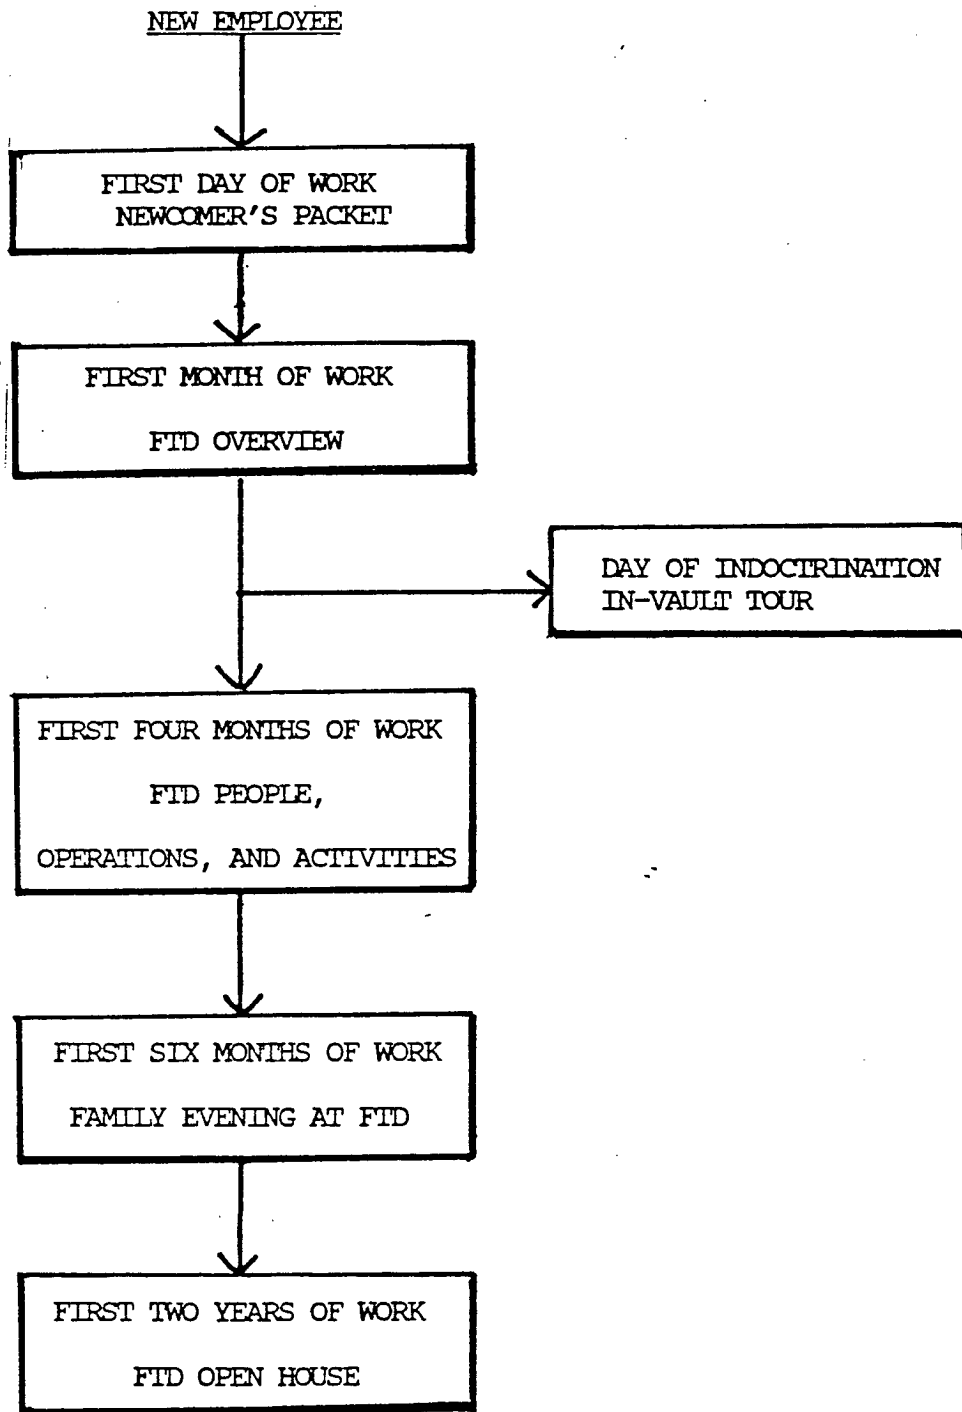 NEW EMPLOYEE
FIRST DAY OF WORK
NEWCOMER'S PACKET
FIRST MONTH OF WORK
FTD OVERVIEW
DAY OF INDOCTRINATION
IN-VAULT TOUR
FIRST FOUR MONTHS OF WORK
FTD PEOPLE,
OPERATIONS, AND ACTIVITIES
FIRST SIX MONTHS OF WORK
FAMILY EVENING AT FTD
FIRST TWO YEARS OF WORK
FTD OPEN HOUSE